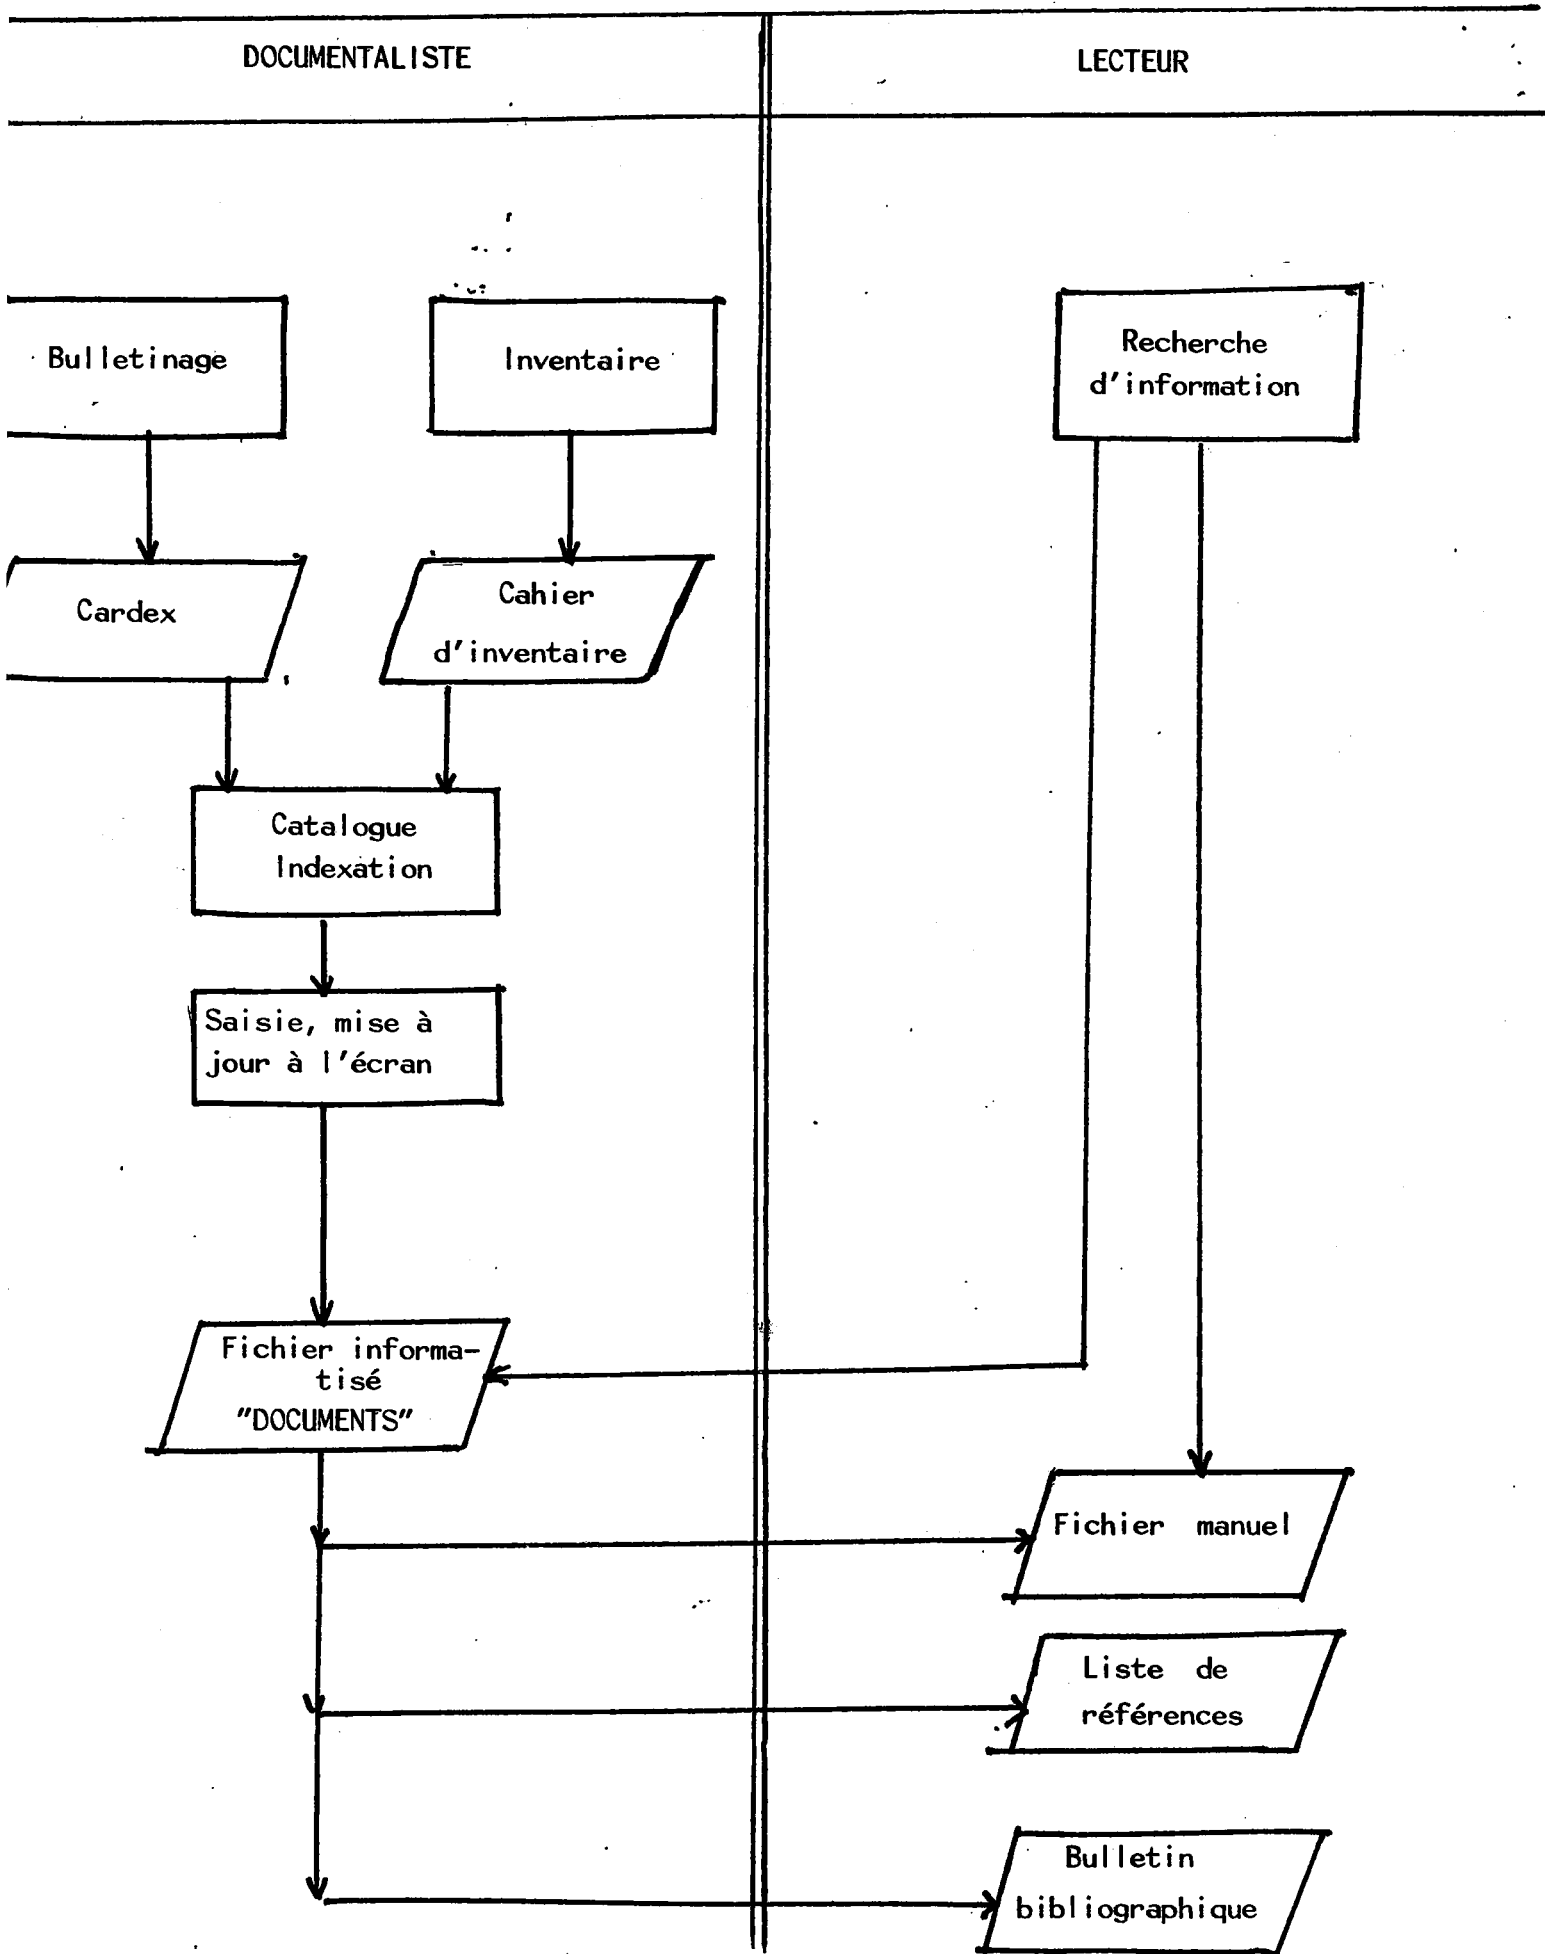 DOCUMENTALISTE
LECTEUR
Bulletinage
Inventaire
Recherche
d'information
Cardex
Cahier
d'inventaire
Catalogue
Indexation
Saisie, mise à
jour à l'écran
Fichier informa-
tisé
"DOCUMENTS"
Fichier manuel
Liste de
références
Bulletin
bibliographique